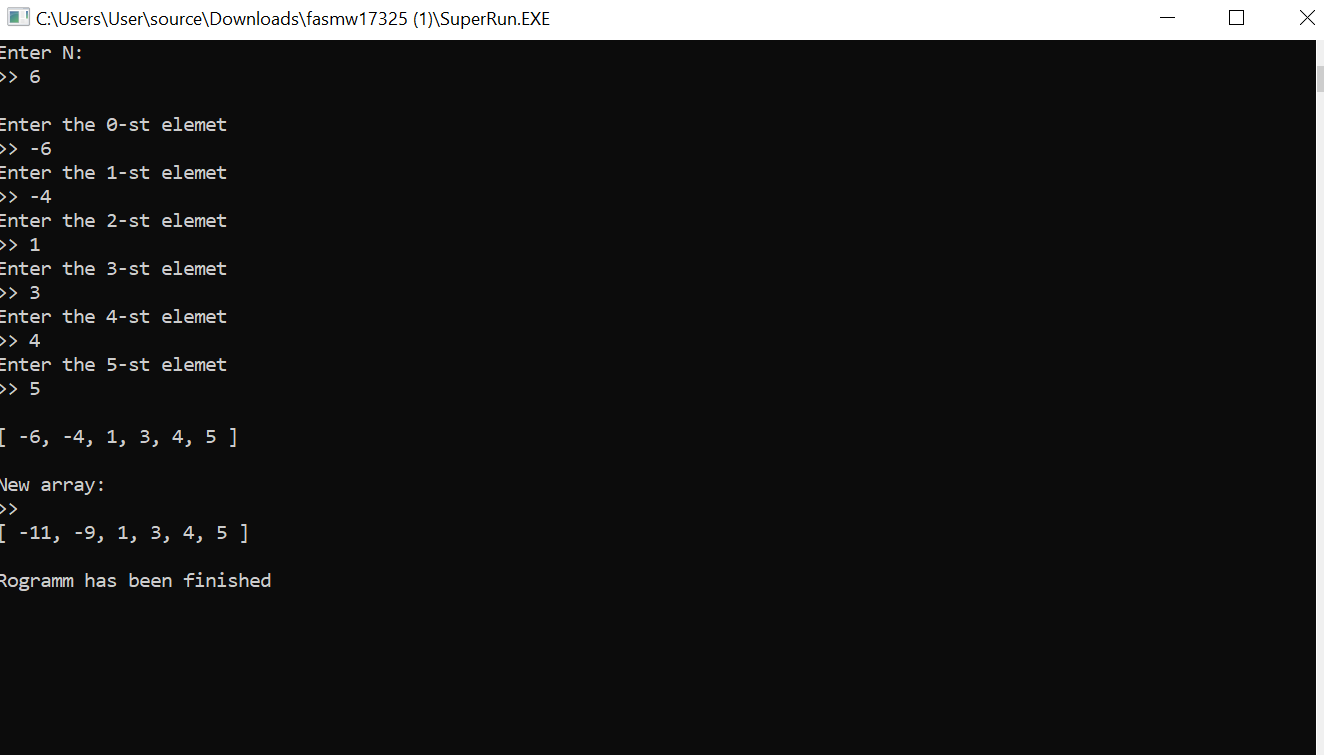 C:\Users\User\source\Downloads\fasmw17325 (1)\SuperRun.EXE
Enter N:
>> 6
Enter the 0-st elemet
>> -6
Enter the 1-st elemet
>> -4
Enter the 2-st elemet
>> 1
Enter the 3-st elemet
>> 3
Enter the 4-st elemet
>> 4
Enter the 5-st elemet
>> 5
[ -6, -4, 1, 3, 4, 5 ]
New array:
>>
[ -11, -9, 1, 3, 4, 5 ]
Rogramm has been finished